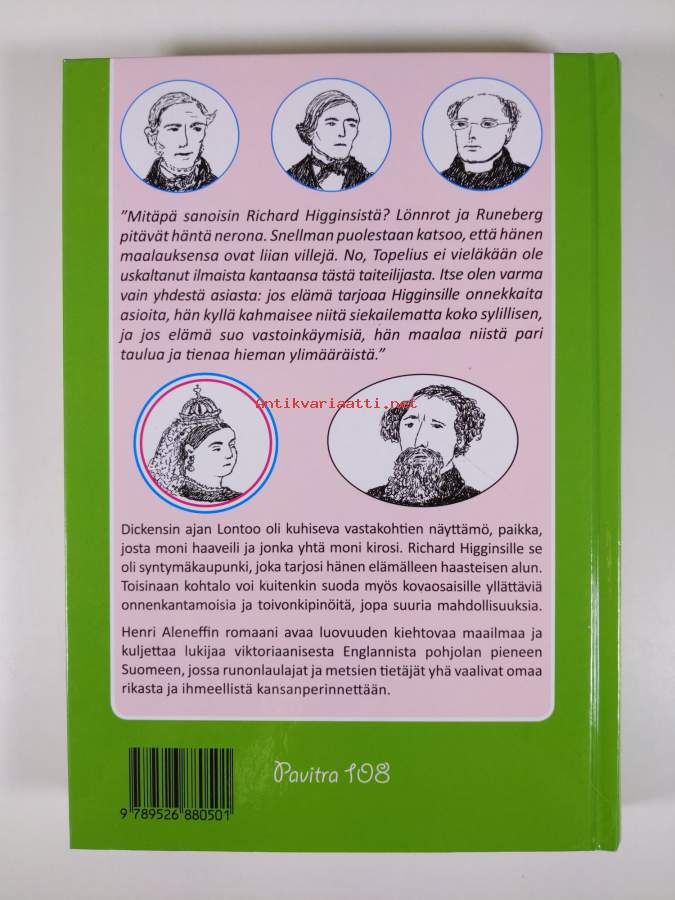 ”Mitäpä sanoisin Richard Higginsistä? Lönnrot ja Runeberg
pitävät häntä nerona. Snellman puolestaan katsoo, että hänen
maalauksensa ovat liian villejä. No, Topelius ei vieläkään ole
uskaltanut ilmaista kantaansa tästä taiteilijasta. Itse olen varma
vain yhdestä asiasta: jos elämä tarjoaa Higginsille onnekkaita
asioita, hän kyllä kahmaisee niitä siekailematta koko sylillisen,
ja jos elämä suo vastoinkäymisiä, hän maalaa niistä pari
taulua ja tienaa hieman ylimääräistä.”
Antikvariaatti.net
Dickensin ajan Lontoo oli kuhiseva vastakohtien näyttämö, paikka,
josta moni haaveili ja jonka yhtä moni kirosi. Richard Higginsille se
oli syntymäkaupunki, joka tarjosi hänen elämälleen haasteisen alun.
Toisinaan kohtalo voi kuitenkin suoda myös kovaosaisille yllättäviä
onnenkantamoisia ja toivonkipinöitä, jopa suuria mahdollisuuksia.
Henri Aleneffin romaani avaa luovuuden kiehtovaa maailmaa ja
kuljettaa lukijaa viktoriaanisesta Englannista pohjolan pieneen
Suomeen, jossa runonlaulajat ja metsien tietäjät yhä vaalivat omaa
rikasta ja ihmeellistä kansanperinnettään.
Pavitra 108
9 789526 880501